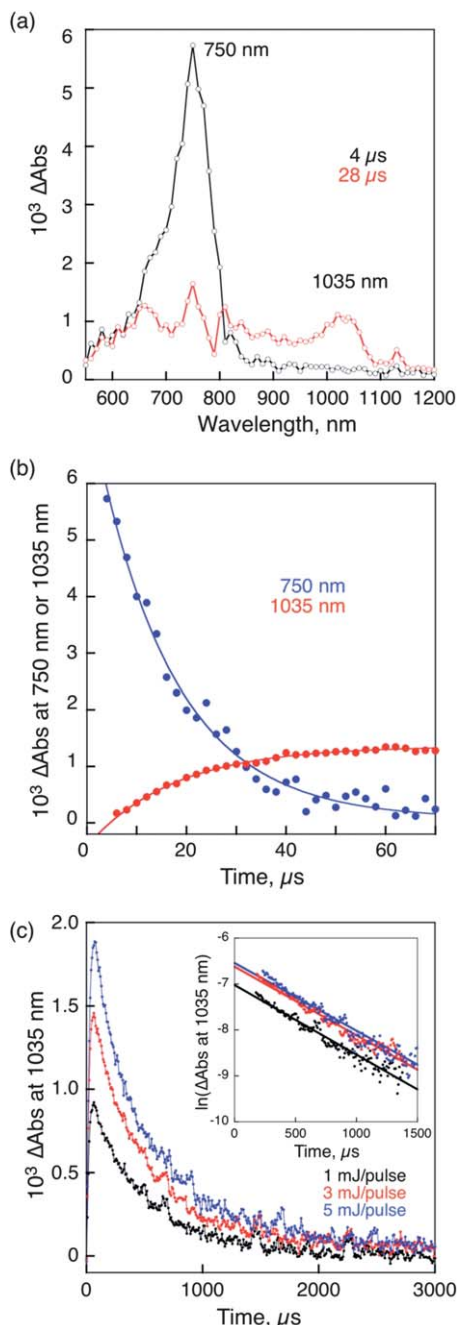 (a)
10³ ΔAbs
6
5
4
3
2
1
0
750 nm
4 μs
28 μs
1035 nm
600 700 800 900 1000 1100 1200
Wavelength, nm
(b)
10³ ΔAbs at 750 nm or 1035 nm
6
5
4
3
2
1
0
750 nm
1035 nm
0 20 40 60
Time, μs
(c)
10³ ΔAbs at 1035 nm
2.0
1.5
1.0
0.5
0
ln(ΔAbs at 1035 nm)
-6
-7
-8
-9
-10
0 500 1000 1500
Time, μs
1 mJ/pulse
3 mJ/pulse
5 mJ/pulse
0 1000 2000 3000
Time, μs